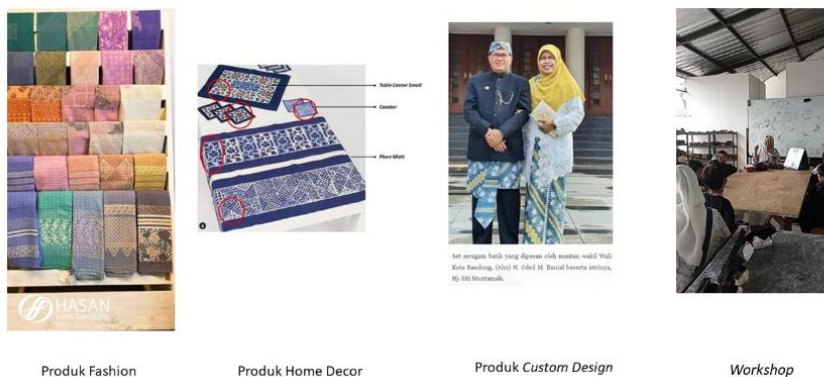 HASAN
Table Center Small
Coaster
Place Matt
Set seragam batik yang dipesan oleh mantan wakil Wali
Kota Bandung, (Alm) H. Oded M. Danial beserta istrinya,
Hj. Siti Muntamah.
Produk Fashion
Produk Home Decor
Produk Custom Design
Workshop